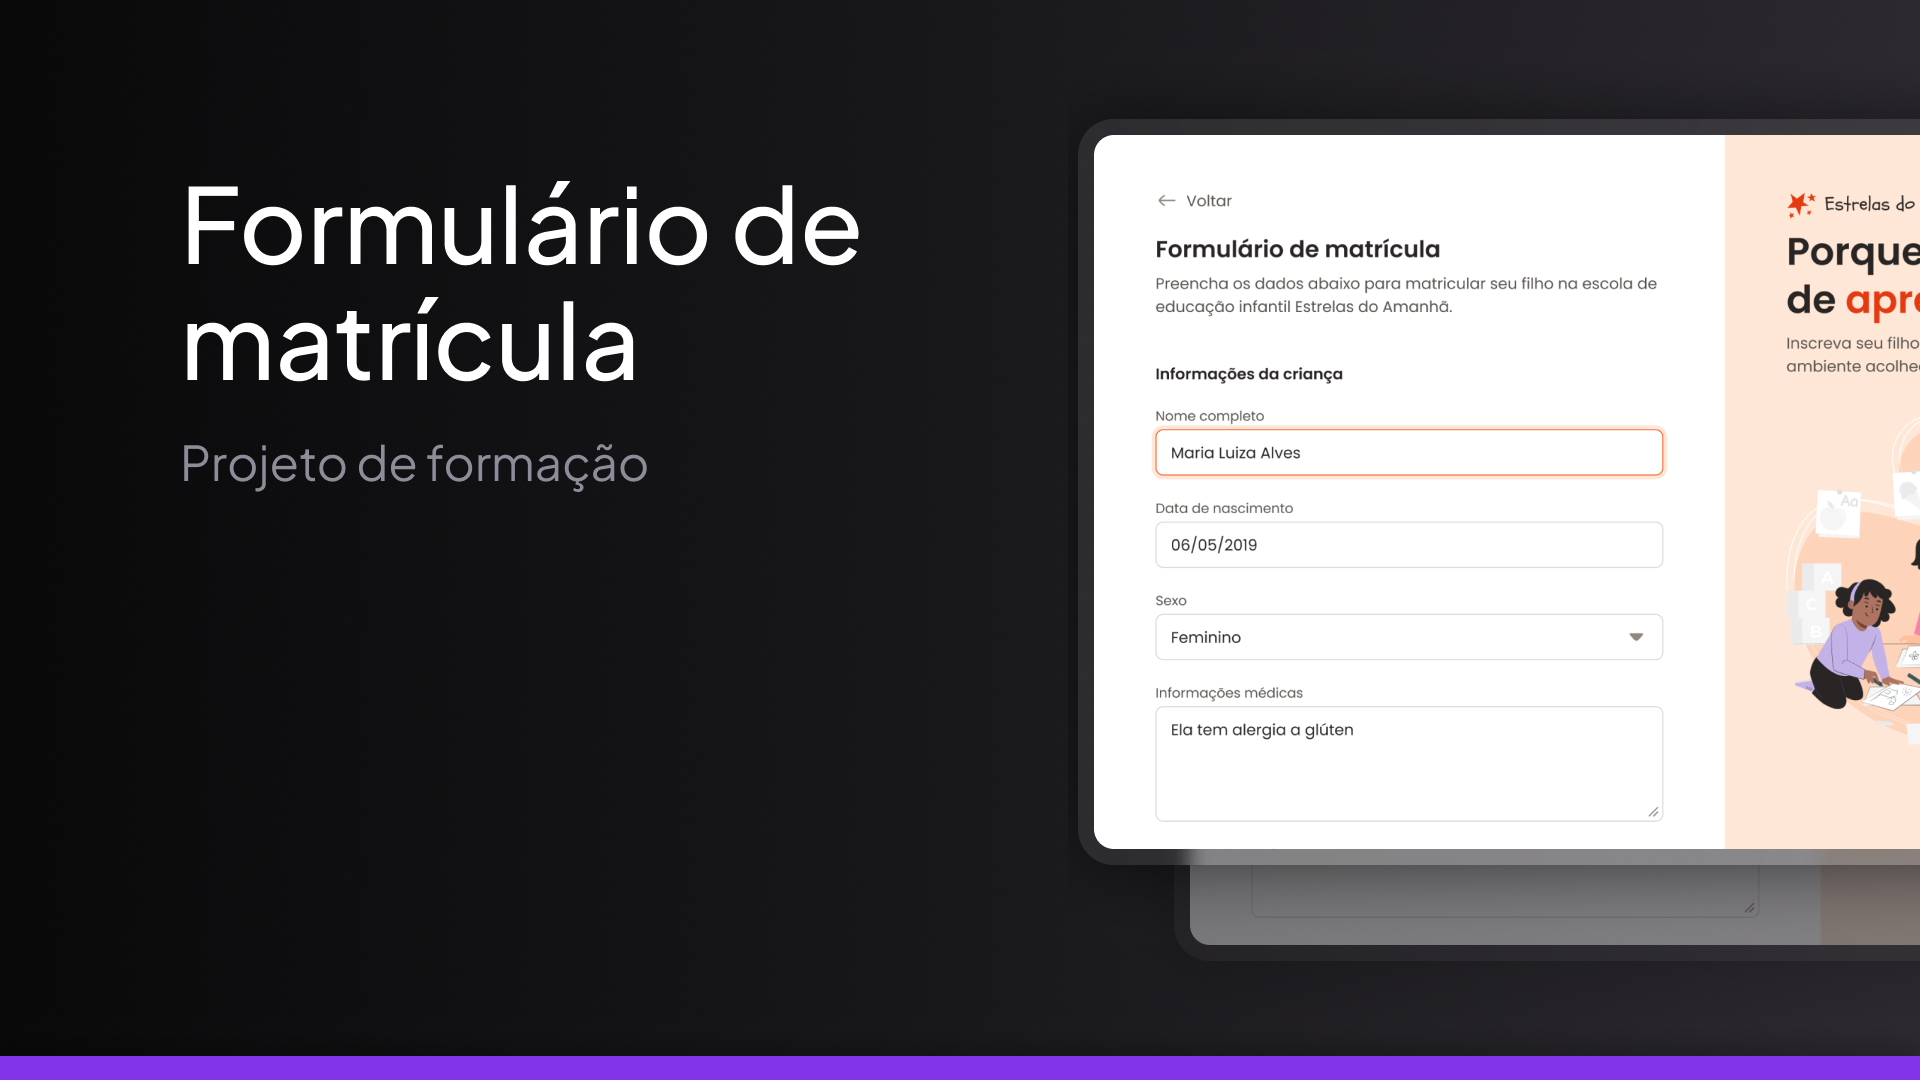 Formulário de
matrícula
Projeto de formação
Voltar
Formulário de matrícula
Preencha os dados abaixo para matricular seu filho na escola de
educação infantil Estrelas do Amanhã.
Informações da criança
Nome completo
Maria Luiza Alves
Data de nascimento
06/05/2019
Sexo
Feminino
Informações médicas
Ela tem alergia a glúten
Estrelas do
Porque
de
Inscreva seu filho
ambiente
Aa
A
C
B